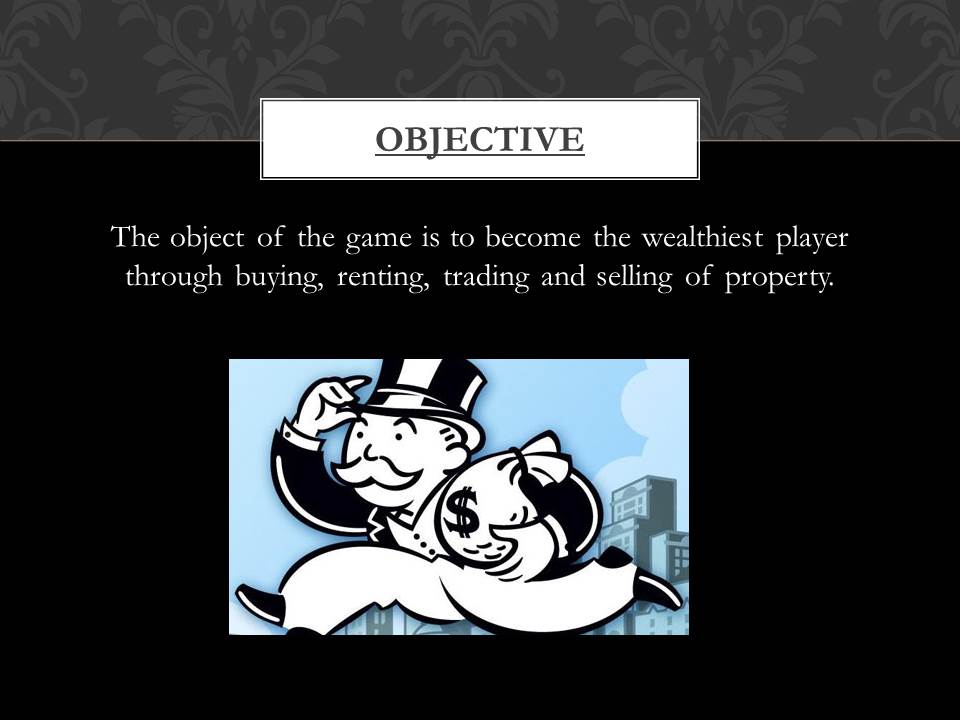 OBJECTIVE
The object of the game is to become the wealthiest player
through buying, renting, trading and selling of property.
$